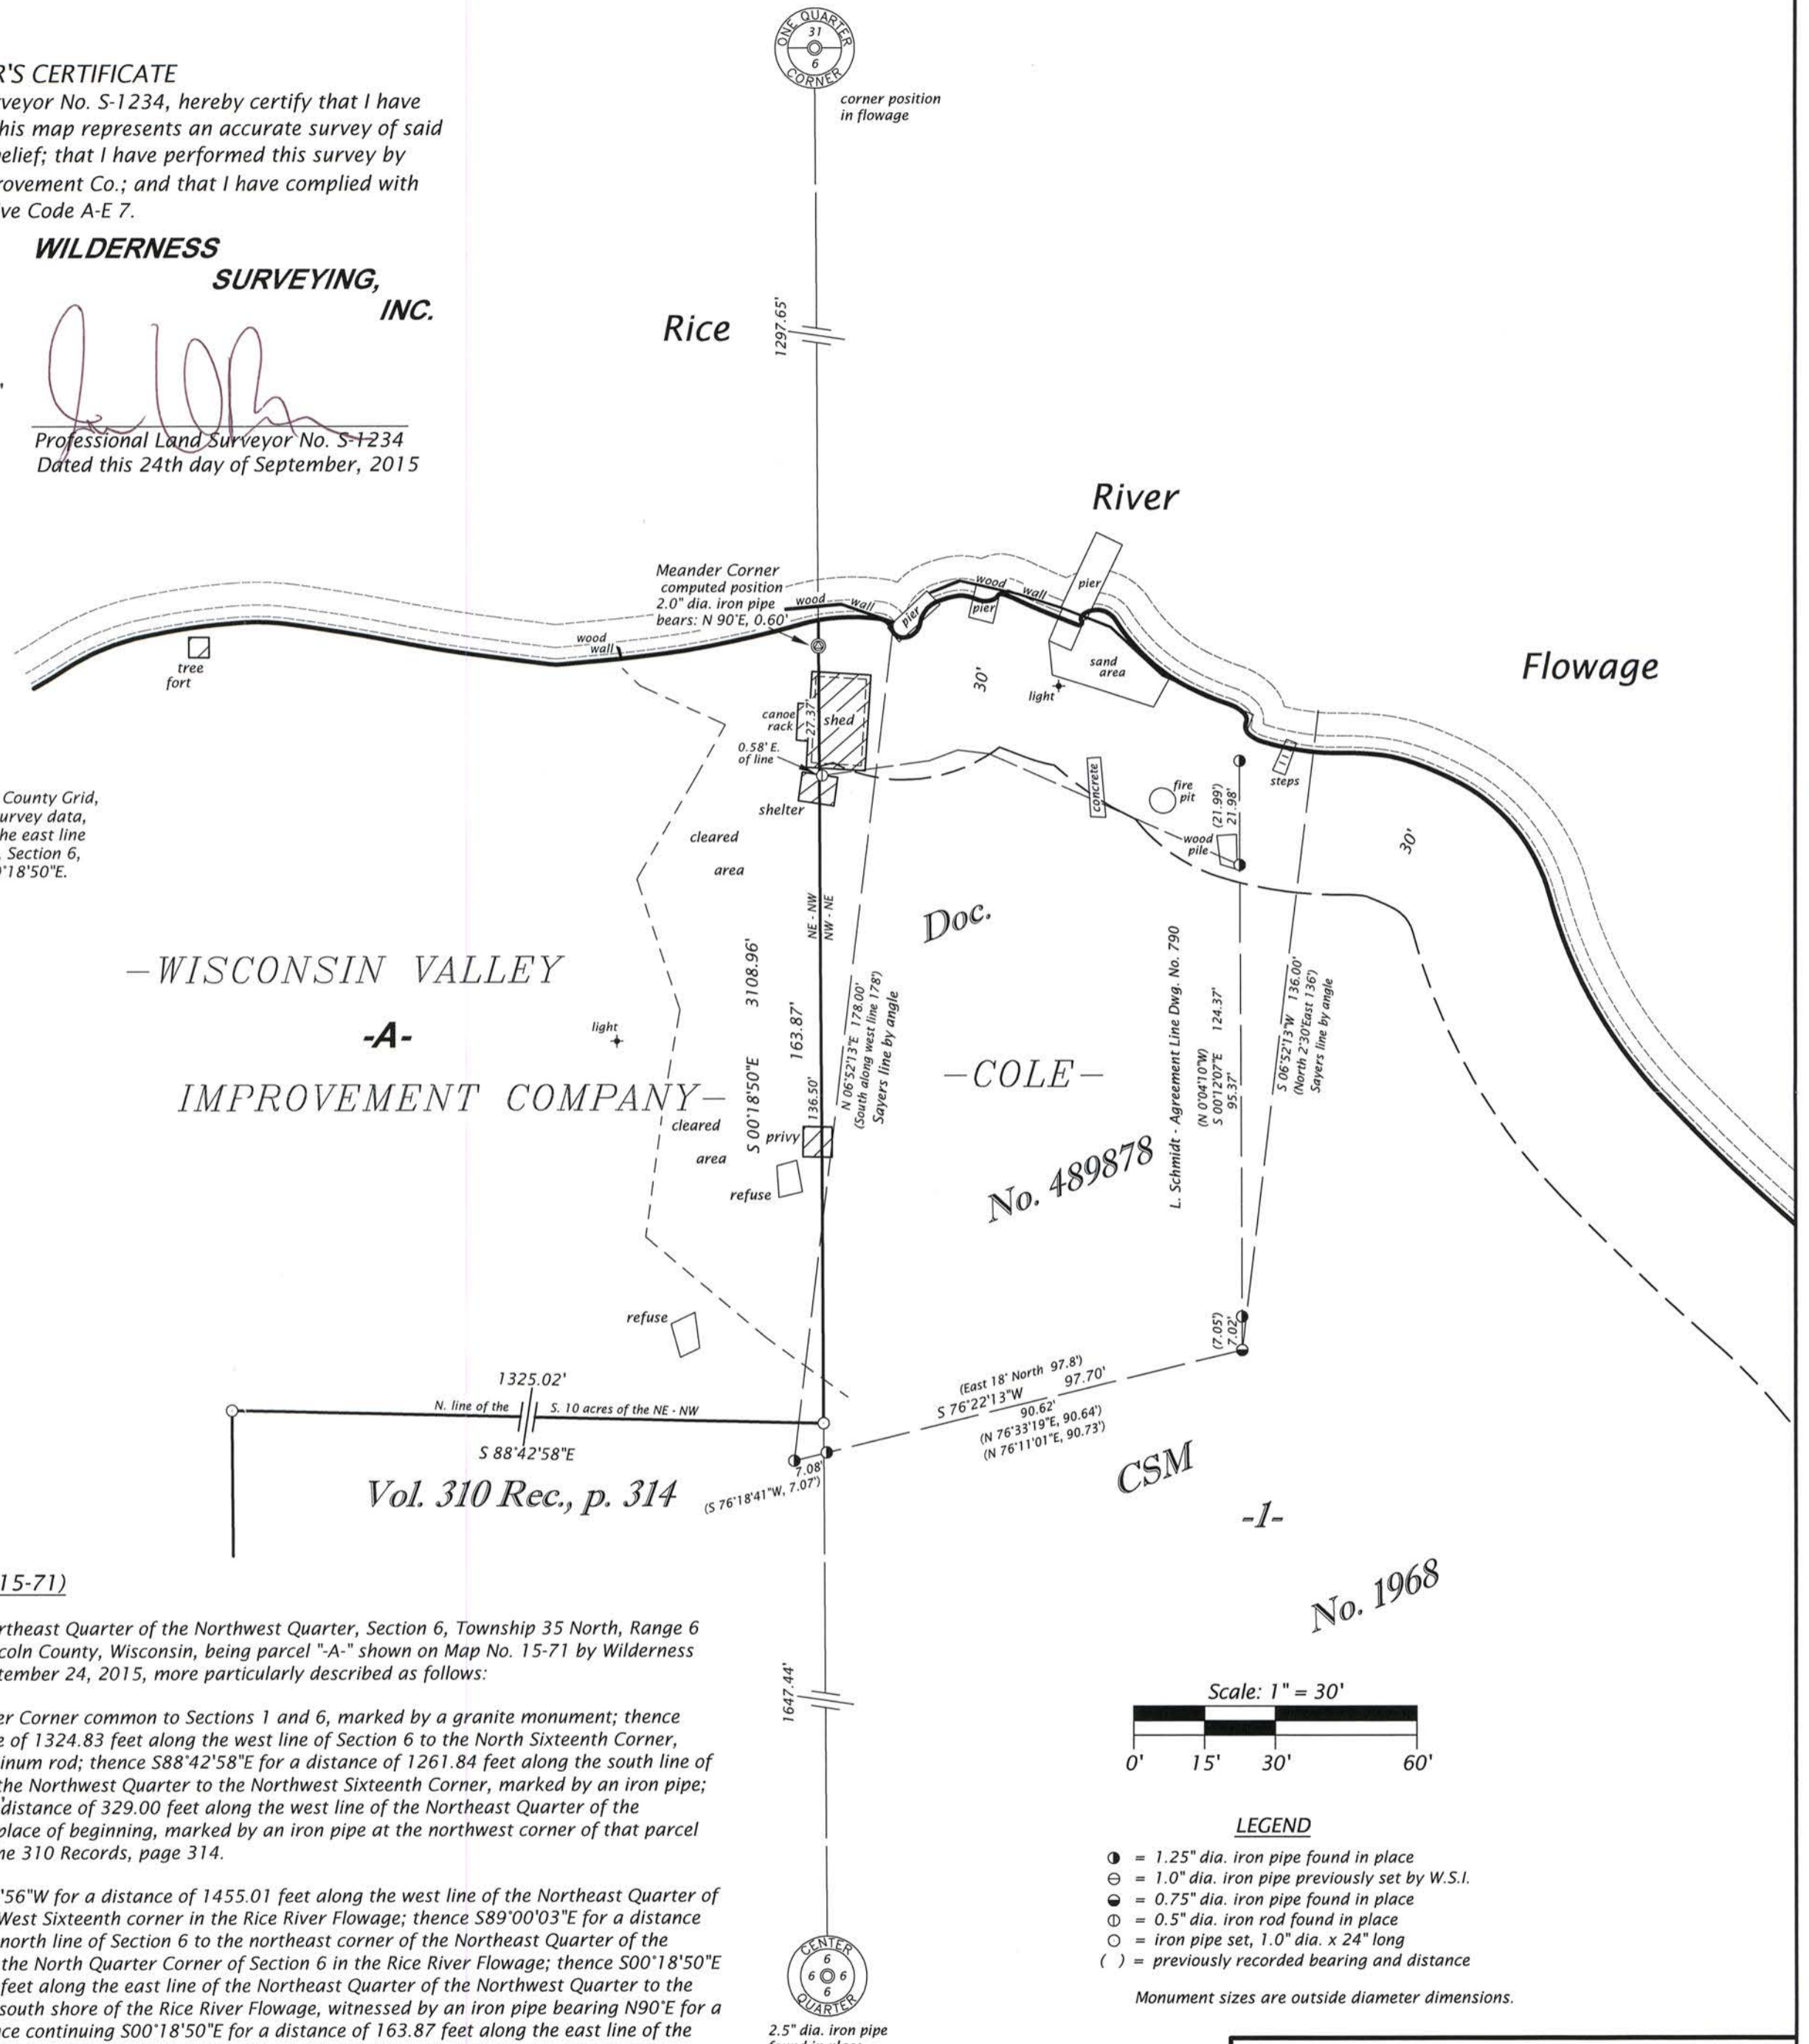 ONE QUARTER
31
6
CORNER
corner position
in flowage
R'S CERTIFICATE
veyor No. S-1234, hereby certify that I have
his map represents an accurate survey of said
elief; that I have performed this survey by
rovement Co.; and that I have complied with
ve Code A-E 7.
WILDERNESS
SURVEYING,
INC.
Professional Land Surveyor No. S-1234
Dated this 24th day of September, 2015
1297.65'
Rice
River
Flowage
Meander Corner
computed position
2.0" dia. iron pipe
bears: N 90°E, 0.60'
wood
wall
pier
wood
pier
wall
pier
wood
wall
tree
fort
sand
area
30'
light
canoe
rack
27.37'
shed
0.58' E.
of line
shelter
steps
concrete
fire
pit
(21.99')
21.98'
wood
pile
30'
cleared
area
County Grid,
urvey data,
he east line
Section 6,
°18'50"E.
NE - NW
NW - NE
Doc.
-WISCONSIN VALLEY
-A-
IMPROVEMENT COMPANY-
light
S 00°18'50"E 3108.96'
163.87'
136.50'
N 06°52'13"E 178.00'
(South along west line 178')
Sayers line by angle
-COLE-
No. 489878
L. Schmidt - Agreement Line Dwg. No. 790
(N 0°04'10"W)
S 00°12'07"E 124.37'
95.37'
S 06°52'13"W 136.00'
(North 2°30'East 136')
Sayers line by angle
cleared
area
privy
refuse
refuse
(7.05')
7.02'
1325.02'
N. line of the S. 10 acres of the NE - NW
S 88°42'58"E
(East 18° North 97.8')
S 76°22'13"W 97.70'
90.62'
(N 76°33'19"E, 90.64')
(N 76°11'01"E, 90.73')
7.08'
(S 76°18'41"W, 7.07')
Vol. 310 Rec., p. 314
CSM
-1-
No. 1968
15-71)
rtheast Quarter of the Northwest Quarter, Section 6, Township 35 North, Range 6
coln County, Wisconsin, being parcel "-A-" shown on Map No. 15-71 by Wilderness
tember 24, 2015, more particularly described as follows:
er Corner common to Sections 1 and 6, marked by a granite monument; thence
e of 1324.83 feet along the west line of Section 6 to the North Sixteenth Corner,
inum rod; thence S88°42'58"E for a distance of 1261.84 feet along the south line of
the Northwest Quarter to the Northwest Sixteenth Corner, marked by an iron pipe;
distance of 329.00 feet along the west line of the Northeast Quarter of the
place of beginning, marked by an iron pipe at the northwest corner of that parcel
ne 310 Records, page 314.
'56"W for a distance of 1455.01 feet along the west line of the Northeast Quarter of
West Sixteenth corner in the Rice River Flowage; thence S89°00'03"E for a distance
north line of Section 6 to the northeast corner of the Northeast Quarter of the
the North Quarter Corner of Section 6 in the Rice River Flowage; thence S00°18'50"E
feet along the east line of the Northeast Quarter of the Northwest Quarter to the
south shore of the Rice River Flowage, witnessed by an iron pipe bearing N90°E for a
ce continuing S00°18'50"E for a distance of 163.87 feet along the east line of the
1647.44'
CENTER
6
6 6
6
QUARTER
2.5" dia. iron pipe
Scale: 1" = 30'
0' 15' 30' 60'
LEGEND
= 1.25" dia. iron pipe found in place
= 1.0" dia. iron pipe previously set by W.S.I.
= 0.75" dia. iron pipe found in place
= 0.5" dia. iron rod found in place
= iron pipe set, 1.0" dia. x 24" long
( ) = previously recorded bearing and distance
Monument sizes are outside diameter dimensions.